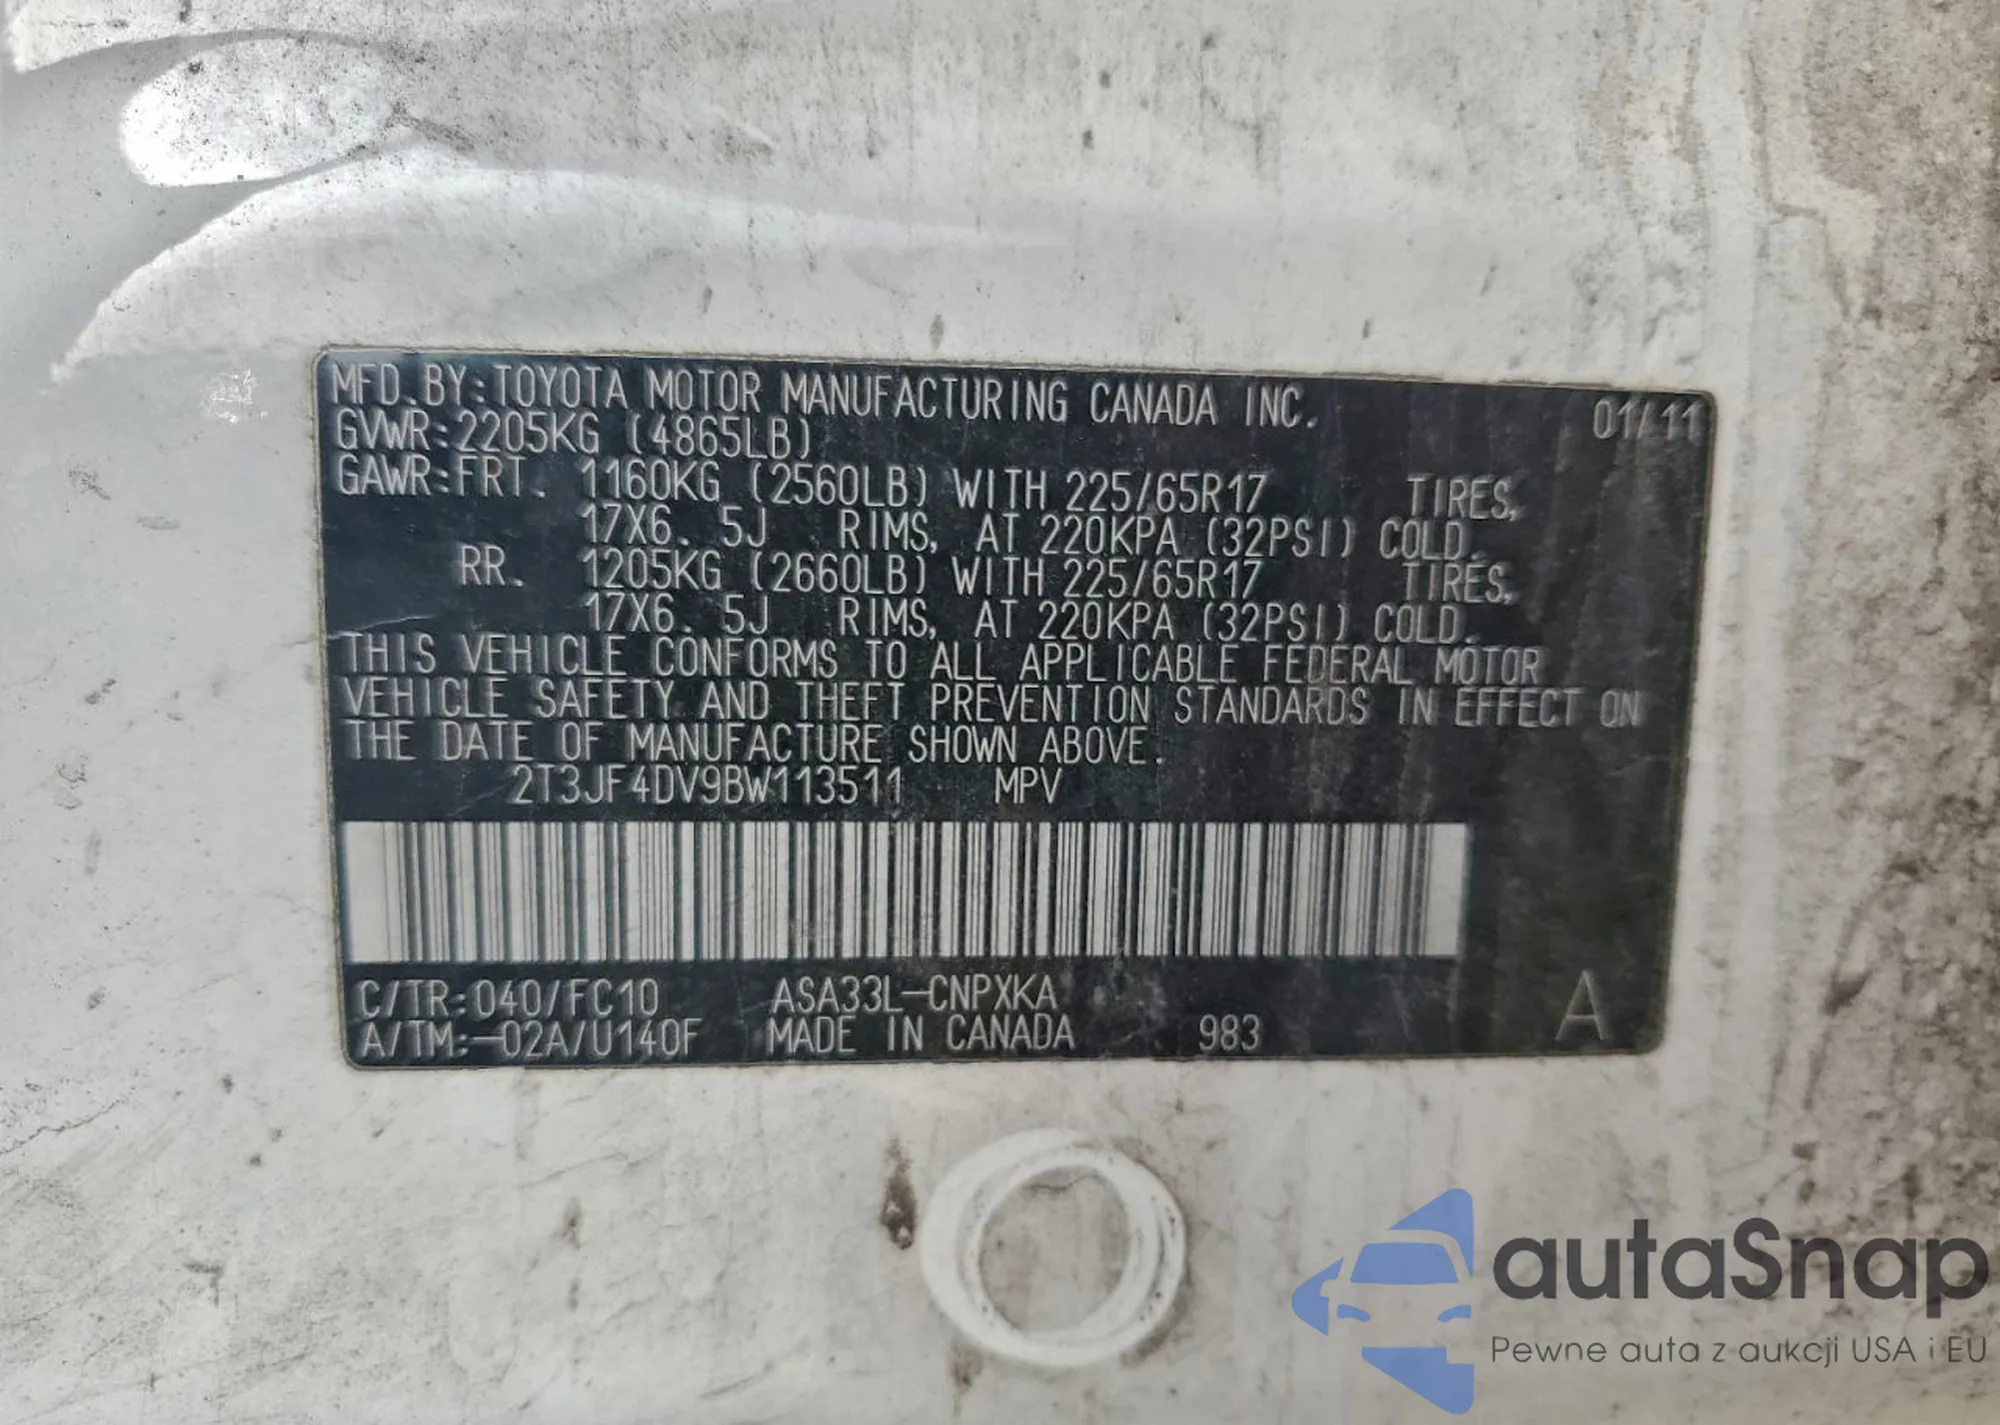 MFD.BY:TOYOTA MOTOR MANUFACTURING CANADA INC. 01/11
GVWR:2205KG (4865LB)
GAWR:FRT. 1160KG (2560LB) WITH 225/65R17 TIRES,
17X6.5J RIMS, AT 220KPA (32PSI) COLD.
RR. 1205KG (2660LB) WITH 225/65R17 TIRES,
17X6.5J RIMS, AT 220KPA (32PSI) COLD.
THIS VEHICLE CONFORMS TO ALL APPLICABLE FEDERAL MOTOR
VEHICLE SAFETY AND THEFT PREVENTION STANDARDS IN EFFECT ON
THE DATE OF MANUFACTURE SHOWN ABOVE.
2T3JF4DV9BW113511 MPV
C/TR:040/FC10 ASA33L-CNPXKA A
A/TM:-02A/U140F MADE IN CANADA 983
autaSnap
Pewne auta z aukcji USA i EU